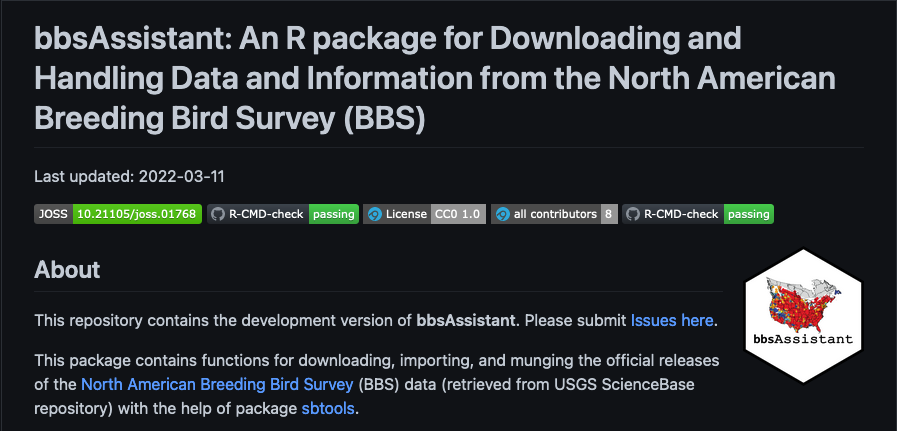 bbsAssistant: An R package for Downloading and
Handling Data and Information from the North American
Breeding Bird Survey (BBS)
Last updated: 2022-03-11
JOSS 10.21105/joss.01768 R-CMD-check passing License CC0 1.0 all contributors 8 R-CMD-check passing
About
This repository contains the development version of bbsAssistant. Please submit Issues here.
bbsAssistant
This package contains functions for downloading, importing, and munging the official releases
of the North American Breeding Bird Survey (BBS) data (retrieved from USGS ScienceBase
repository) with the help of package sbtools.